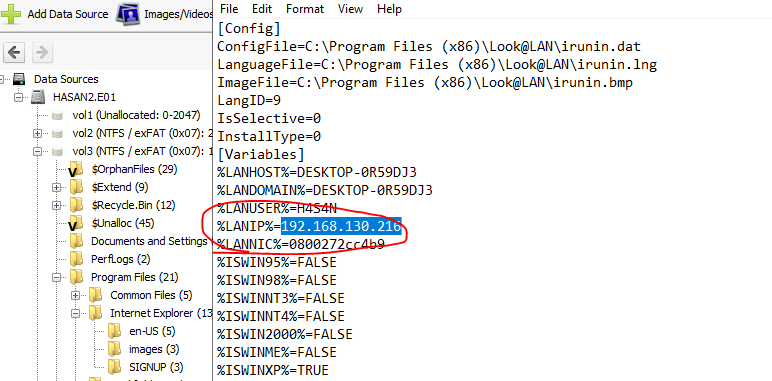 Add Data Source
Images/Videos
Data Sources
HASAN2.E01
vol1 (Unallocated: 0-2047)
vol2 (NTFS / exFAT (0x07): 2
vol3 (NTFS / exFAT (0x07): 1
$OrphanFiles (29)
$Extend (9)
$Recycle.Bin (12)
$Unalloc (45)
Documents and Settings
PerfLogs (2)
Program Files (21)
Common Files (5)
Internet Explorer (13
en-US (5)
images (3)
SIGNUP (3)
File Edit Format View Help
[Config]
ConfigFile=C:\Program Files (x86)\Look@LAN\irunin.dat
LanguageFile=C:\Program Files (x86)\Look@LAN\irunin.lng
ImageFile=C:\Program Files (x86)\Look@LAN\irunin.bmp
LangID=9
IsSelective=0
InstallType=0
[Variables]
%LANHOST%=DESKTOP-0R59DJ3
%LANDOMAIN%=DESKTOP-0R59DJ3
%LANUSER%=H4S4N
%LANIP%=192.168.130.216
%LANNIC%=0800272cc4b9
%ISWIN95%=FALSE
%ISWIN98%=FALSE
%ISWINNT3%=FALSE
%ISWINNT4%=FALSE
%ISWIN2000%=FALSE
%ISWINME%=FALSE
%ISWINXP%=TRUE